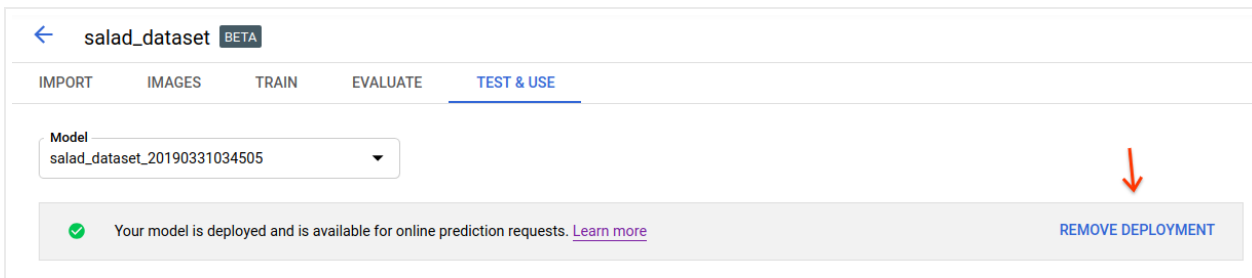 salad_dataset BETA
IMPORT IMAGES TRAIN EVALUATE TEST & USE
Model
salad_dataset_20190331034505
Your model is deployed and is available for online prediction requests. Learn more REMOVE DEPLOYMENT